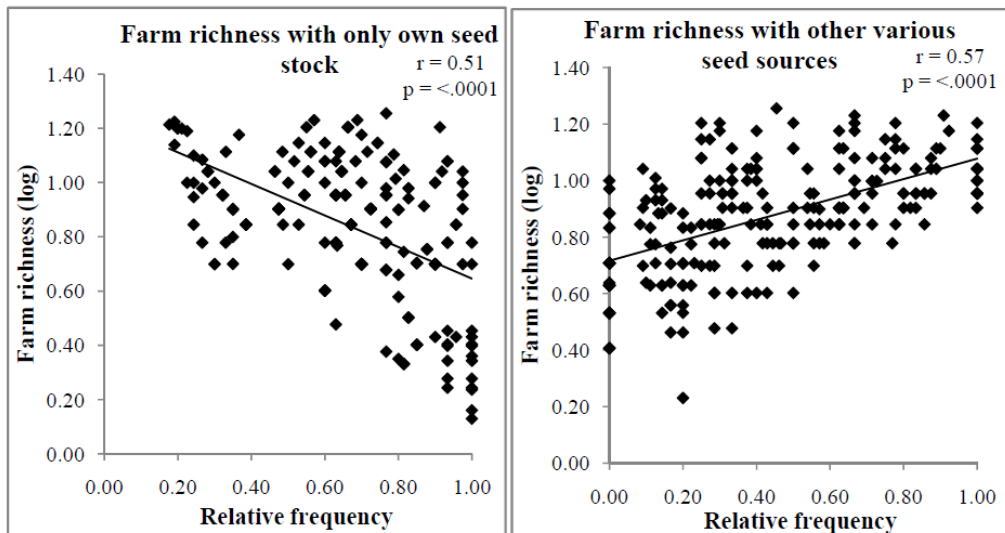 Farm richness with only own seed
stock
r = 0.51
p = <.0001
1.40
1.20
1.00
0.80
0.60
0.40
0.20
0.00
Farm richness (log)
0.00 0.20 0.40 0.60 0.80 1.00
Relative frequency
Farm richness with other various
seed sources
r = 0.57
p = <.0001
1.40
1.20
1.00
0.80
0.60
0.40
0.20
0.00
Farm richness (log)
0.00 0.20 0.40 0.60 0.80 1.00
Relative frequency